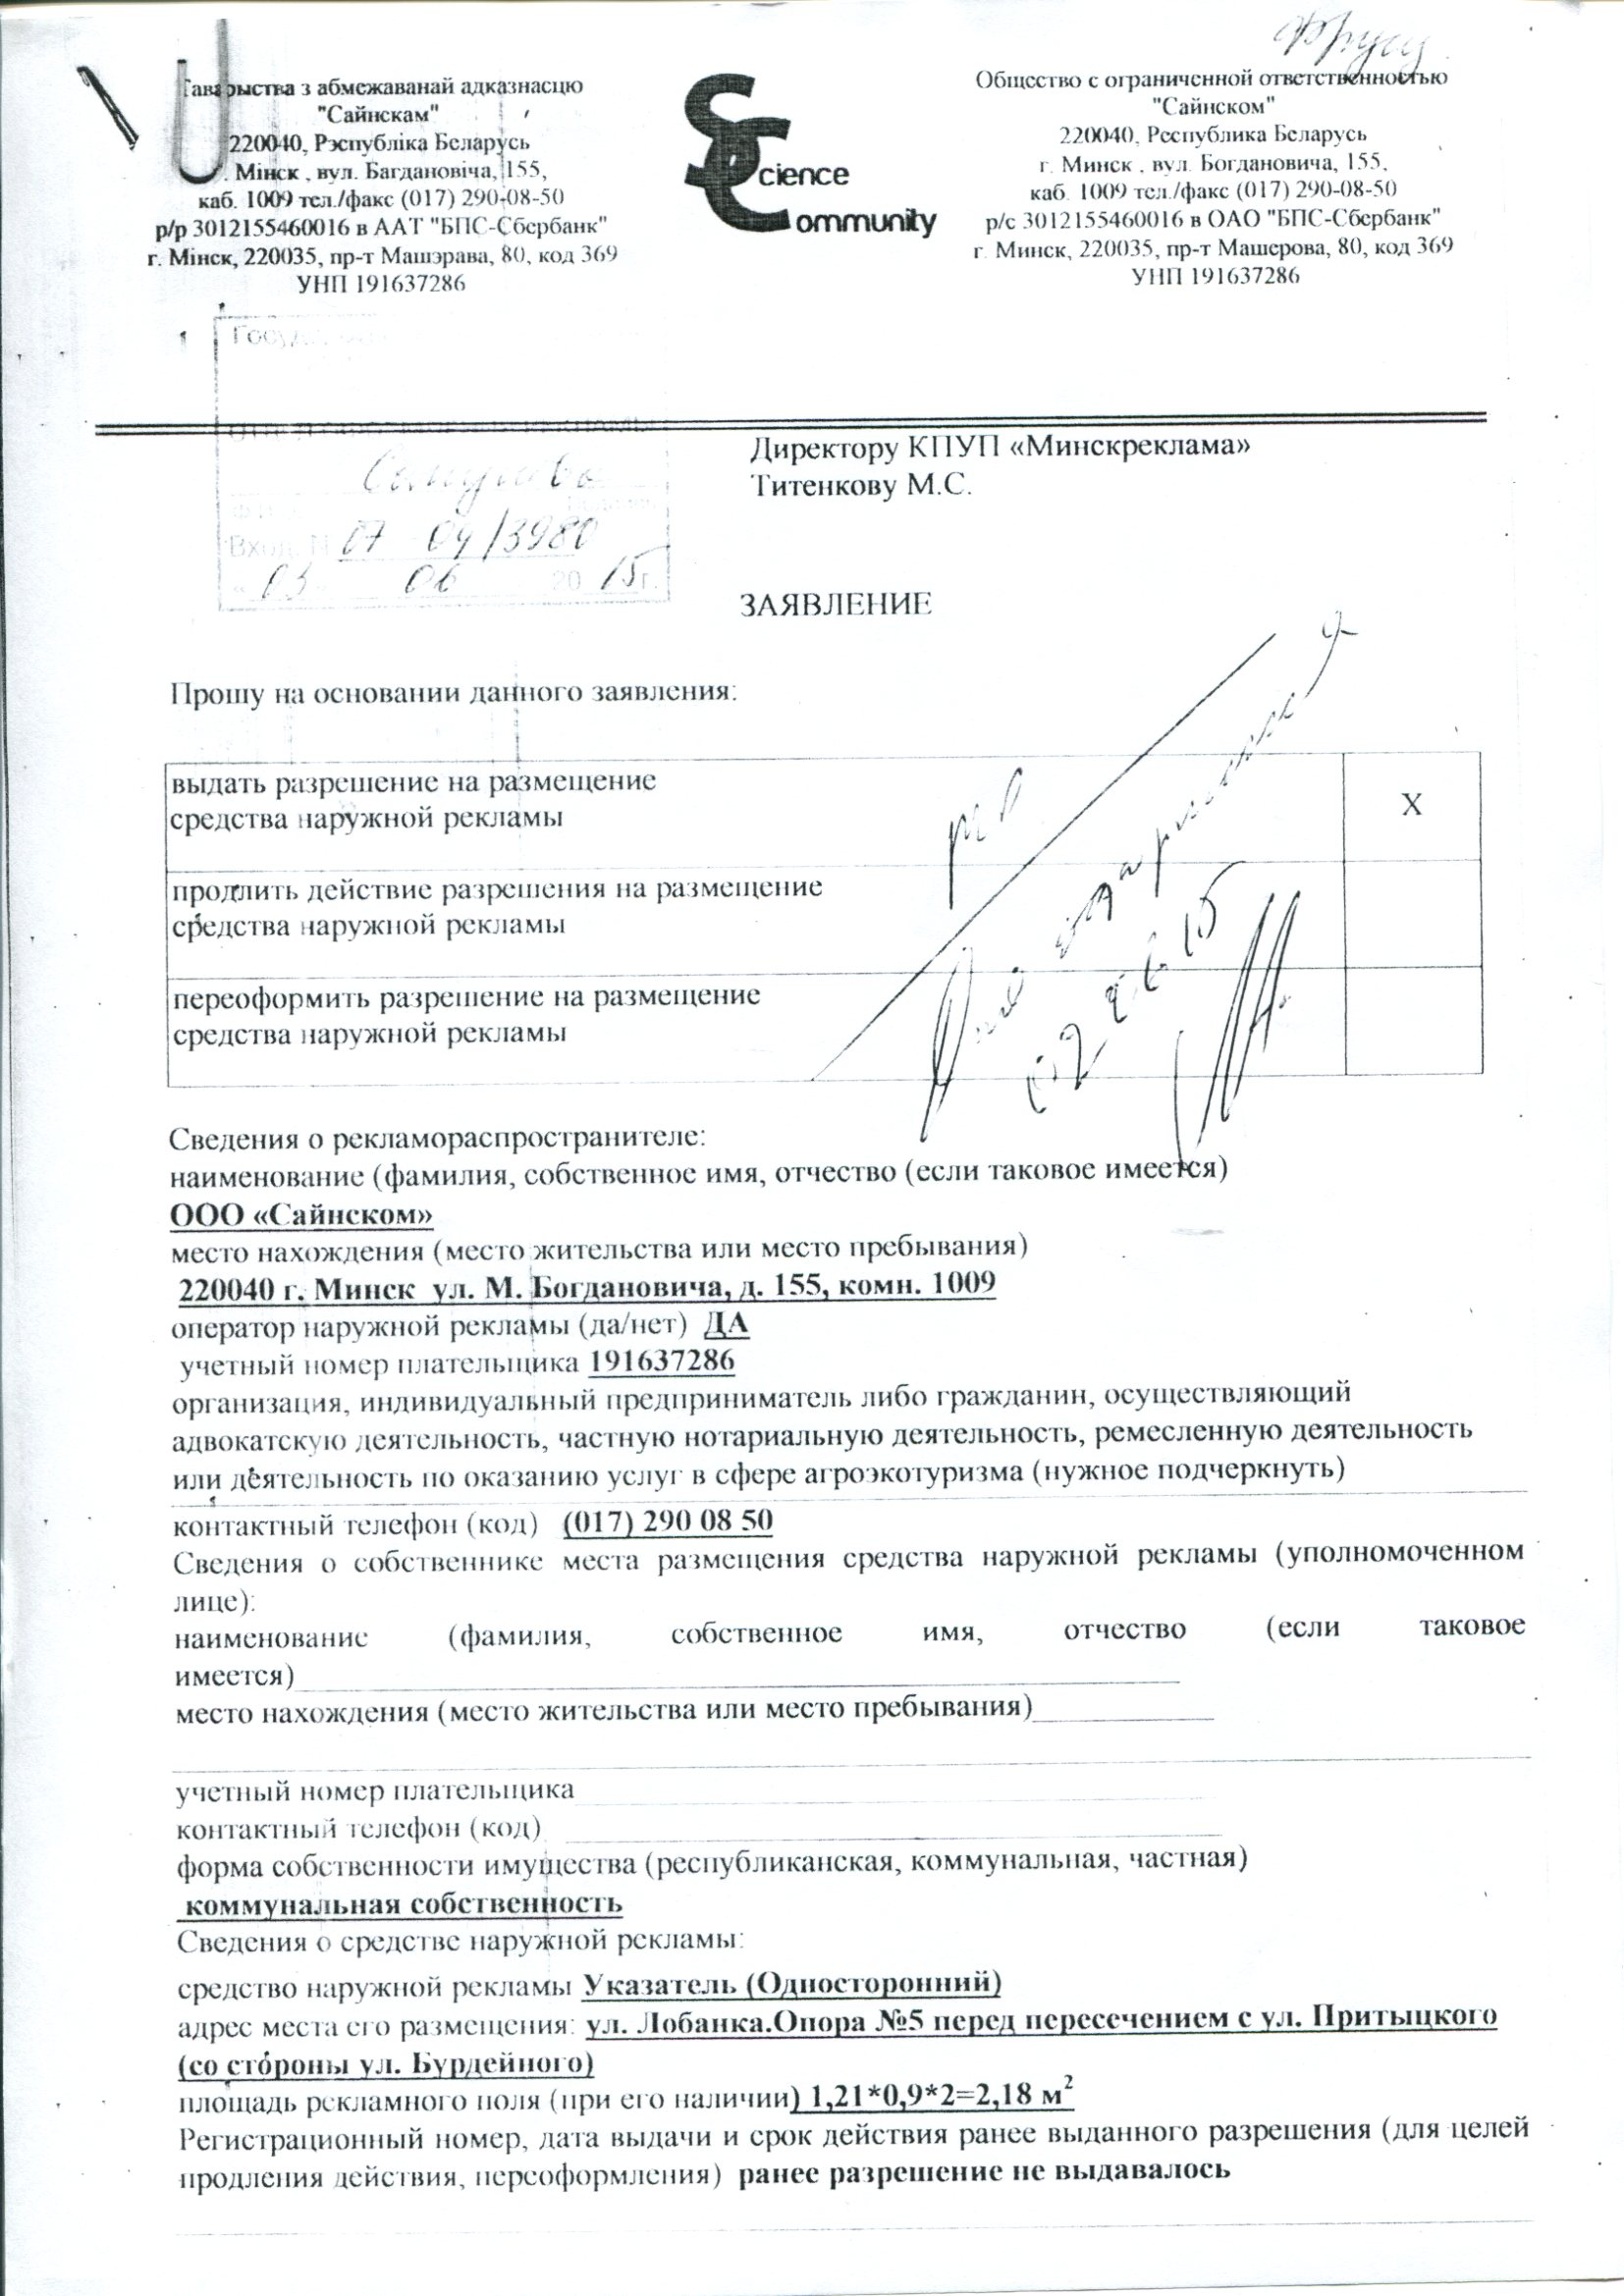 Таварыства з абмежаванай адказнасцю
"Сайнскам"
220040, Рэспубліка Беларусь
. Мінск , вул. Багдановіча, 155,
каб. 1009 тел./факс (017) 290-08-50
р/р 3012155460016 в ААТ "БПС-Сбербанк"
г. Мінск, 220035, пр-т Машэрава, 80, код 369
УНП 191637286
Science
Community
Общество с ограниченной ответственностью
"Сайнском"
220040, Республика Беларусь
г. Минск , вул. Богдановича, 155,
каб. 1009 тел./факс (017) 290-08-50
р/с 3012155460016 в ОАО "БПС-Сбербанк"
г. Минск, 220035, пр-т Машерова, 80, код 369
УНП 191637286
Директору КПУП «Минскреклама»
Титенкову М.С.
Вход. N 07 04/3980
« 03 » 06 2015г.
ЗАЯВЛЕНИЕ
Прошу на основании данного заявления:
выдать разрешение на размещение
средства наружной рекламы
X
продлить действие разрешения на размещение
средства наружной рекламы
переоформить разрешение на размещение
средства наружной рекламы
02 06 15
Сведения о рекламораспространителе:
наименование (фамилия, собственное имя, отчество (если таковое имеется)
ООО «Сайнском»
место нахождения (место жительства или место пребывания)
220040 г. Минск ул. М. Богдановича, д. 155, комн. 1009
оператор наружной рекламы (да/нет) ДА
учетный номер плательщика 191637286
организация, индивидуальный предприниматель либо гражданин, осуществляющий
адвокатскую деятельность, частную нотариальную деятельность, ремесленную деятельность
или деятельность по оказанию услуг в сфере агроэкотуризма (нужное подчеркнуть)
контактный телефон (код) (017) 290 08 50
Сведения о собственнике места размещения средства наружной рекламы (уполномоченном
лице):
наименование (фамилия, собственное имя, отчество (если таковое
имеется)
место нахождения (место жительства или место пребывания)
учетный номер плательщика
контактный телефон (код)
форма собственности имущества (республиканская, коммунальная, частная)
коммунальная собственность
Сведения о средстве наружной рекламы:
средство наружной рекламы Указатель (Односторонний)
адрес места его размещения: ул. Лобанка.Опора №5 перед пересечением с ул. Притыцкого
(со стороны ул. Бурдейного)
площадь рекламного поля (при его наличии) 1,21*0,9*2=2,18 м²
Регистрационный номер, дата выдачи и срок действия ранее выданного разрешения (для целей
продления действия, переоформления) ранее разрешение не выдавалось